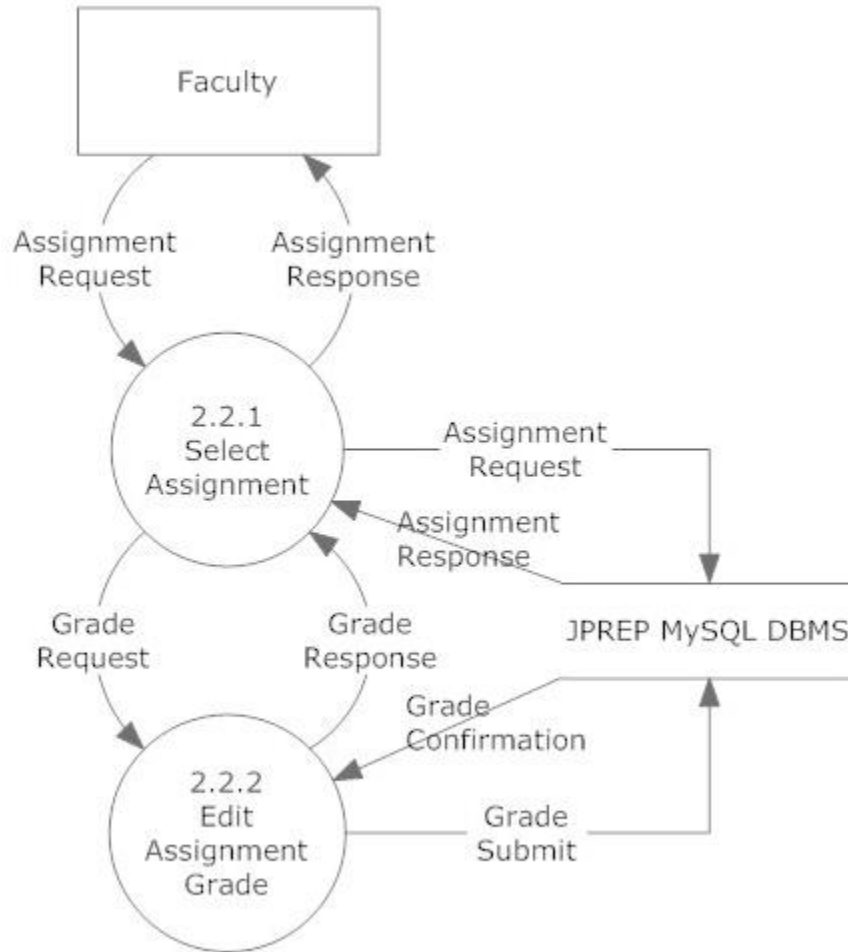 Faculty
Assignment
Request
Assignment
Response
2.2.1
Select
Assignment
Assignment
Request
Assignment
Response
Grade
Request
Grade
Response
JPREP MySQL DBMS
Grade
Confirmation
2.2.2
Edit
Assignment
Grade
Grade
Submit